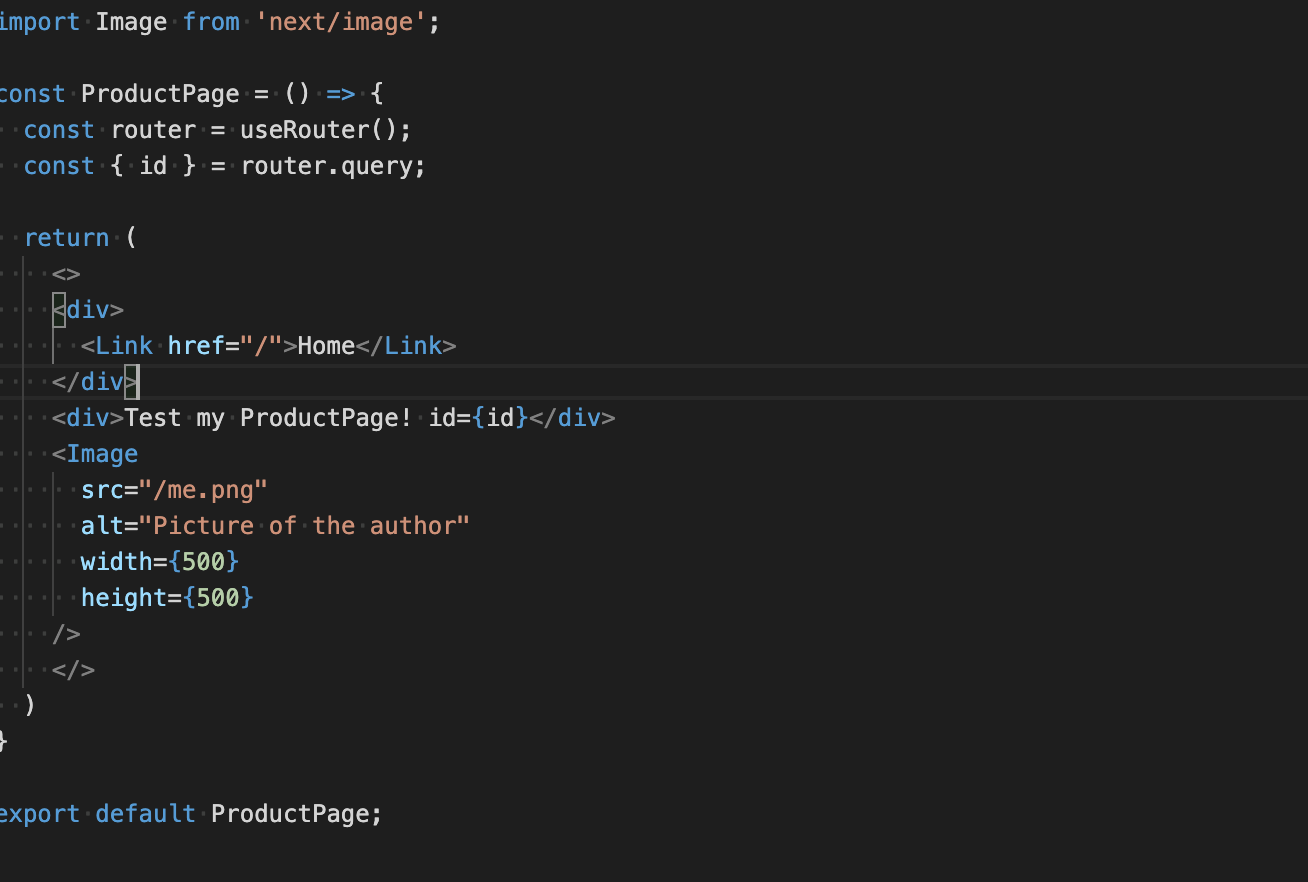 import Image from 'next/image';

const ProductPage = () => {
  const router = useRouter();
  const { id } = router.query;

  return (
    <>
    <div>
      <Link href="/">Home</Link>
    </div>
    <div>Test my ProductPage! id={id}</div>
    <Image
      src="/me.png"
      alt="Picture of the author"
      width={500}
      height={500}
    />
    </>
  )
}

export default ProductPage;